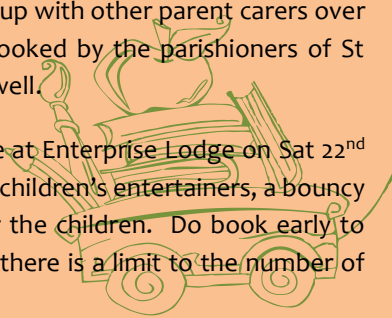 up with other parent carers over
ooked by the parishioners of St
well.
e at Enterprise Lodge on Sat 22nd
children's entertainers, a bouncy
r the children. Do book early to
there is a limit to the number of